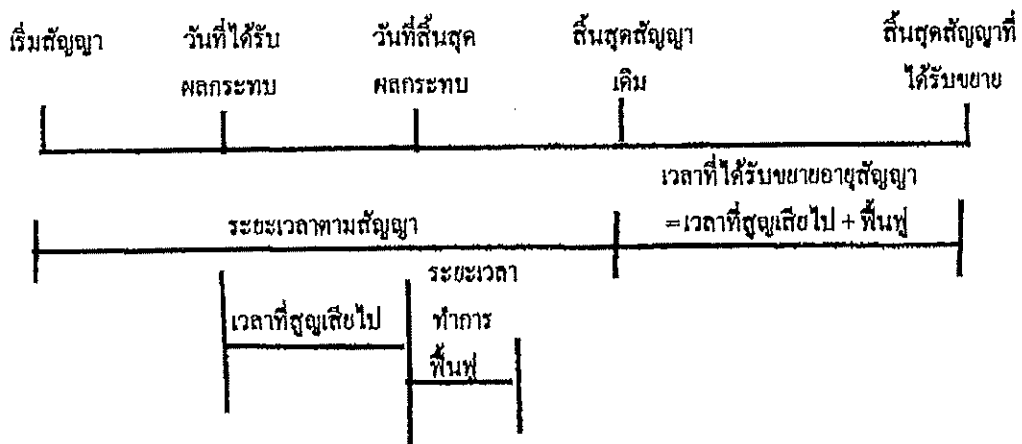 เริ่มสัญญา
วันที่ได้รับ
ผลกระทบ
วันที่สิ้นสุด
ผลกระทบ
สิ้นสุดสัญญา
เดิม
สิ้นสุดสัญญาที่
ได้รับขยาย
เวลาที่ได้รับขยายอายุสัญญา
=เวลาที่สูญเสียไป + ฟื้นฟู
ระยะเวลาตามสัญญา
ระยะเวลา
ทำการ
ฟื้นฟู
เวลาที่สูญเสียไป